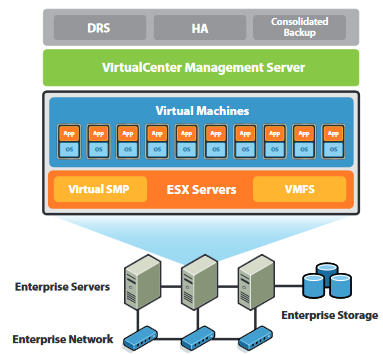 DRS
HA
Consolidated
Backup
VirtualCenter Management Server
Virtual Machines
App App App App App App App App App
OS OS OS OS OS OS OS OS OS
Virtual SMP
ESX Servers
VMFS
Enterprise Servers
Enterprise Storage
Enterprise Network